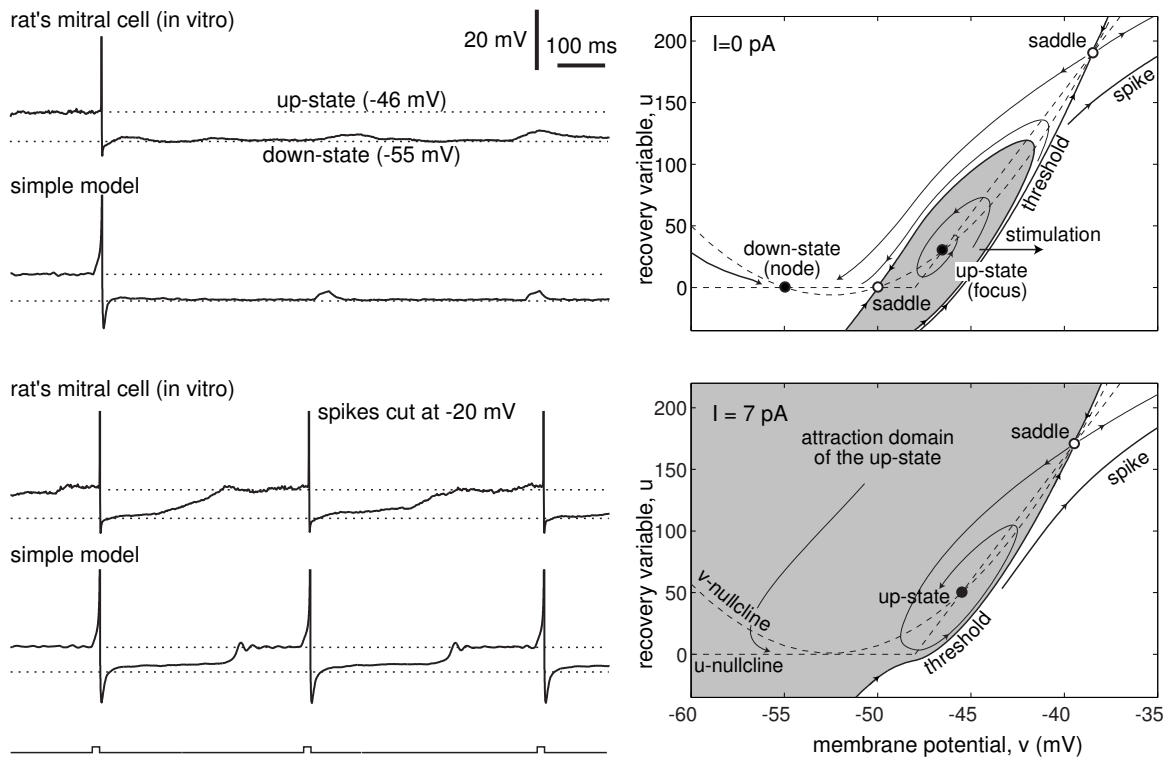 rat's mitral cell (in vitro)
20 mV
100 ms
up-state (-46 mV)
down-state (-55 mV)
simple model
rat's mitral cell (in vitro)
spikes cut at -20 mV
simple model
I=0 pA
saddle
spike
threshold
stimulation
down-state
(node)
up-state
(focus)
saddle
recovery variable, u
200
150
100
50
0
I = 7 pA
attraction domain
of the up-state
saddle
spike
v-nullcline
up-state
threshold
u-nullcline
recovery variable, u
200
150
100
50
0
-60
-55
-50
-45
-40
-35
membrane potential, v (mV)